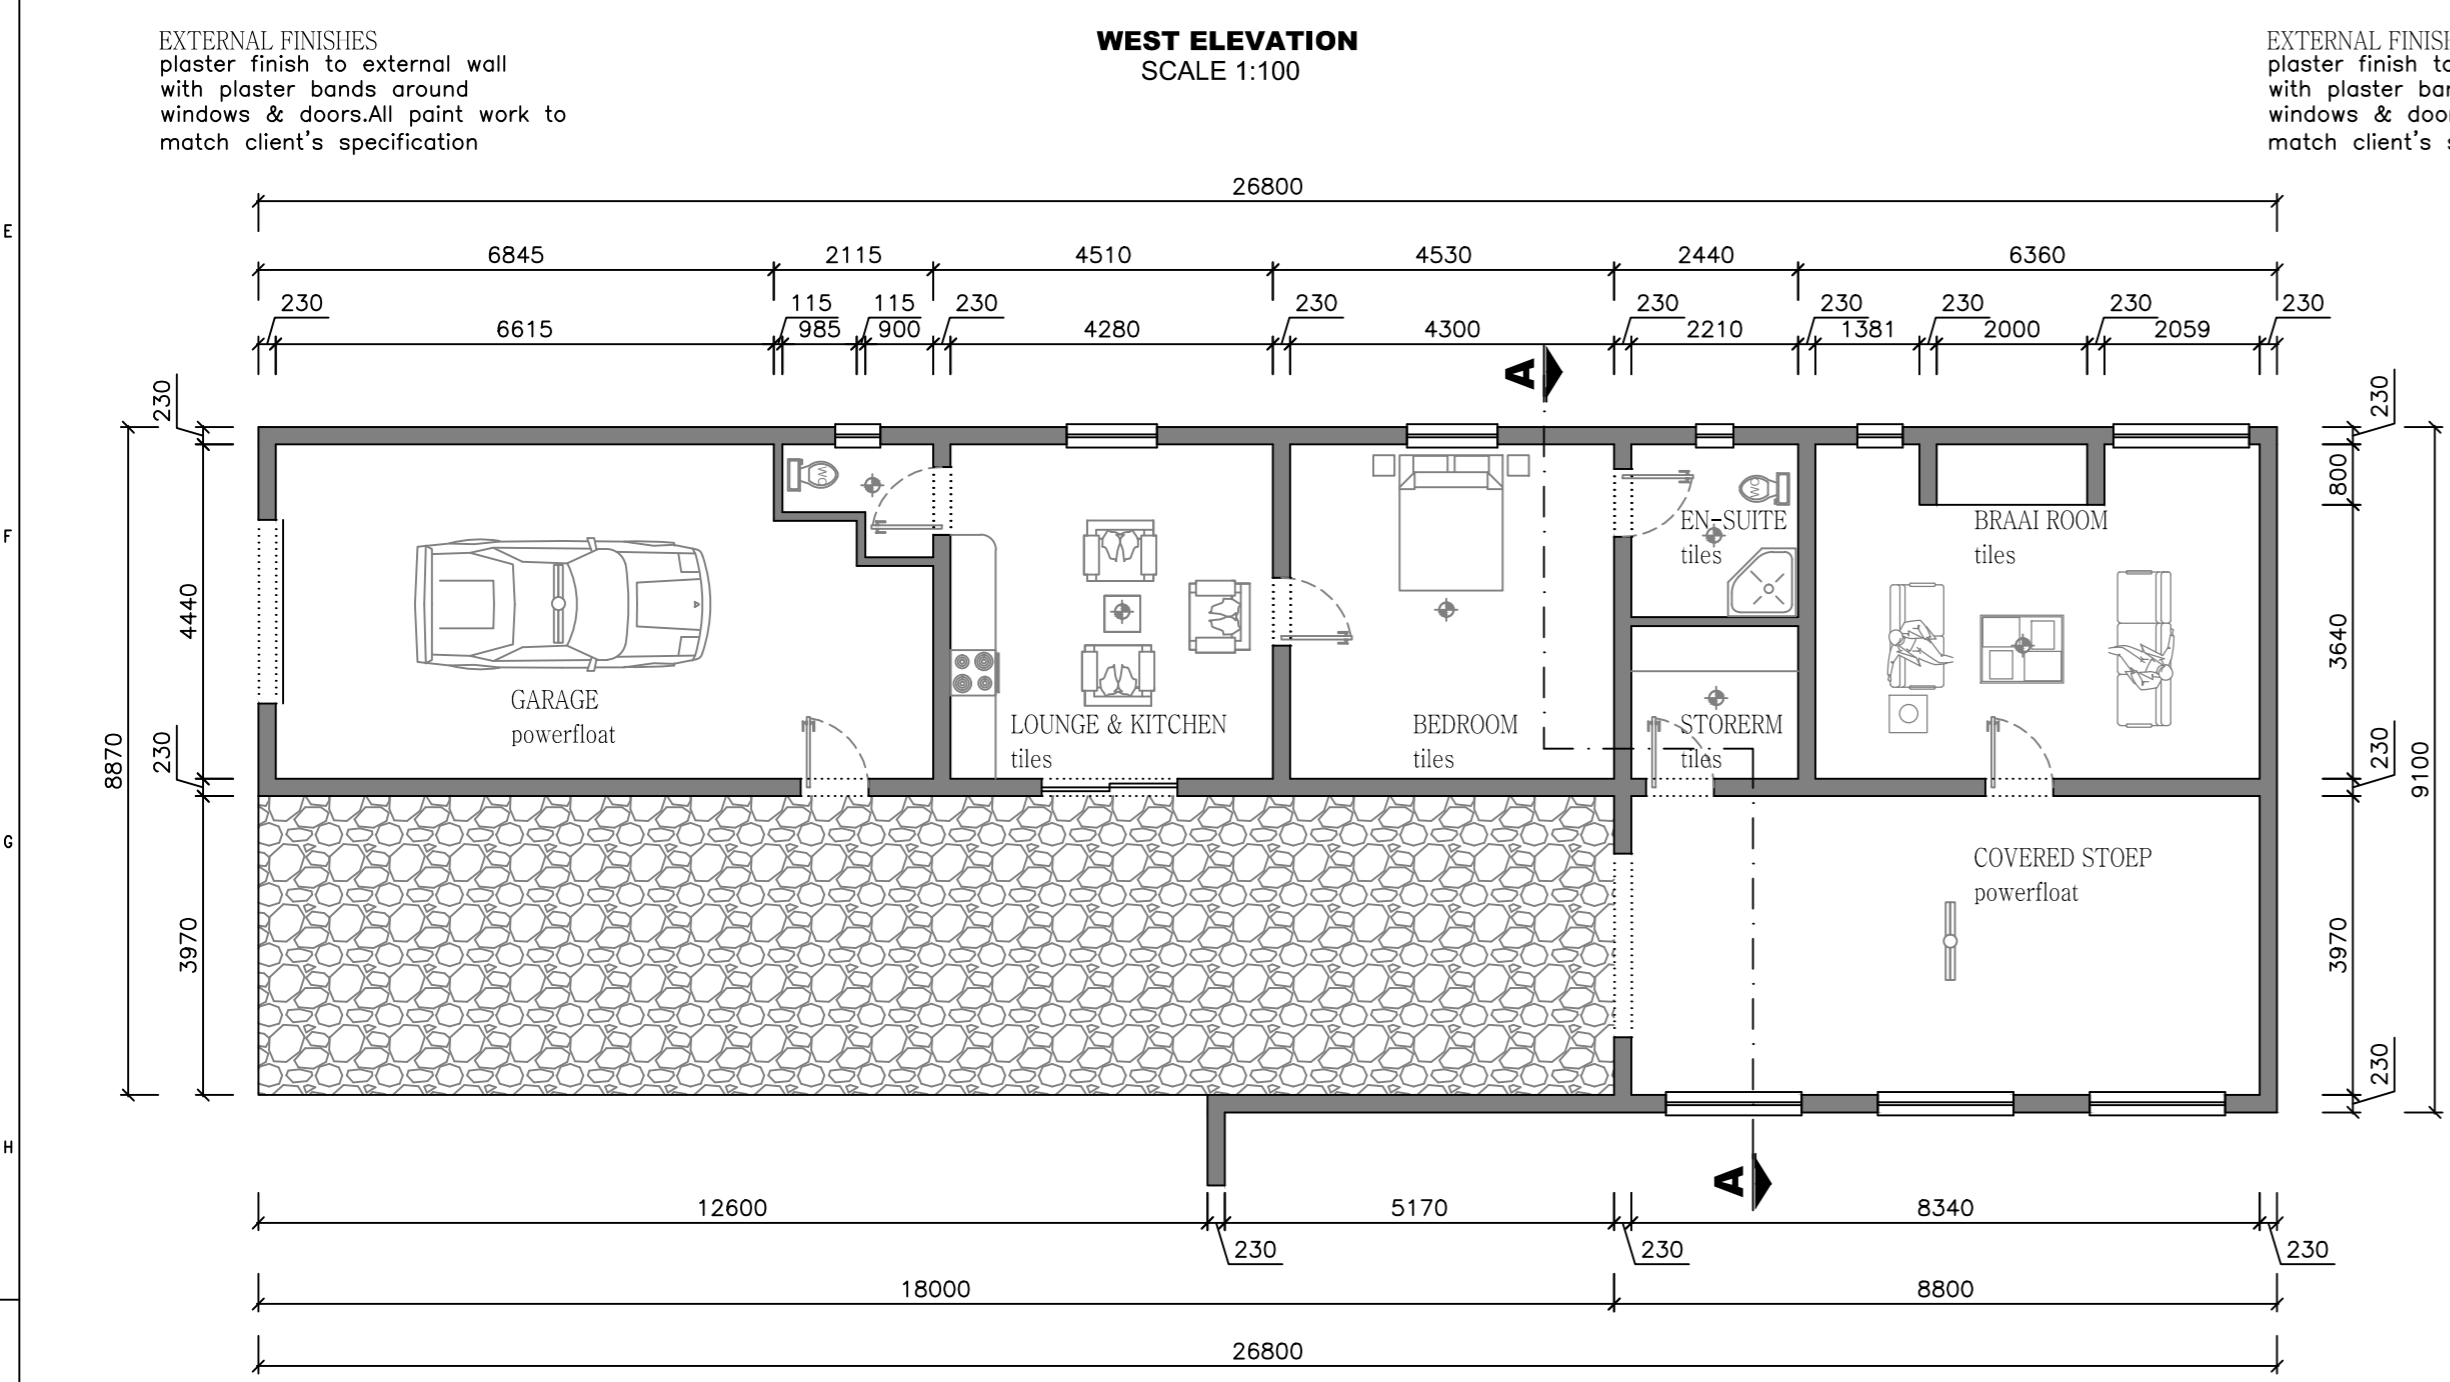 EXTERNAL FINISHES
plaster finish to external wall
with plaster bands around
windows & doors.All paint work to
match client's specification
WEST ELEVATION
SCALE 1:100
EXTERNAL FINISH
plaster finish to
with plaster
windows &
match client's
26800
6845 2115 4510 4530 2440 6360
230 115 115 230 230 230 230 230 230 230
6615 985 900 4280 4300 2210 1381 2000 2059
E
F
G
H
A
230
4440
230
8870
3970
230
800
3640
230
9100
3970
230
WC
WC
EN-SUITE
tiles
BRAAI ROOM
tiles
GARAGE
powerfloat
LOUNGE & KITCHEN
tiles
BEDROOM
tiles
STORERM
tiles
COVERED STOEP
powerfloat
A
12600 5170 8340
230 230 230
18000 8800
26800